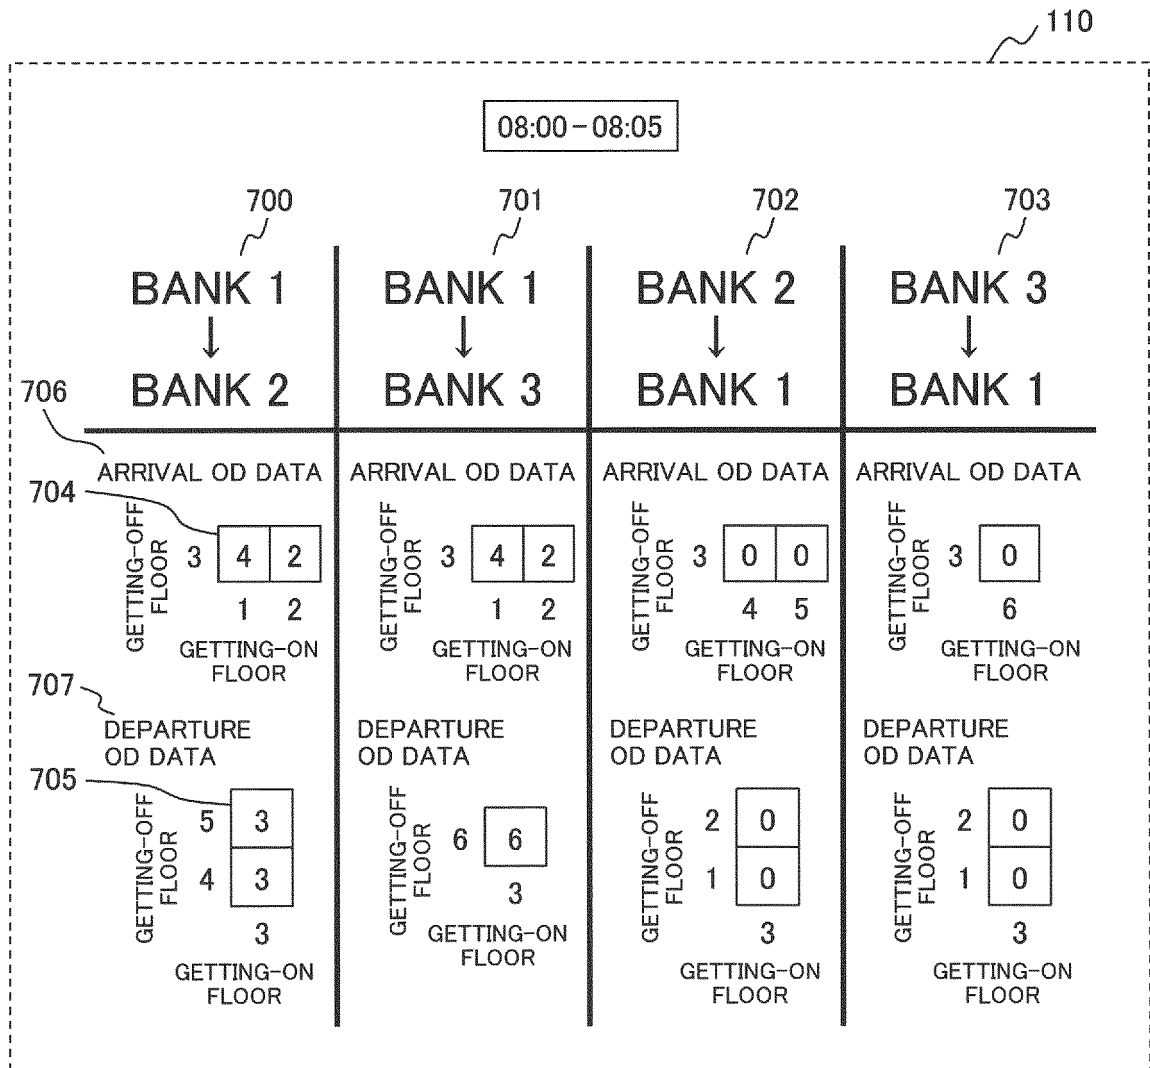 110
08:00-08:05
700 701 702 703
BANK 1 BANK 1 BANK 2 BANK 3
↓ ↓ ↓ ↓
BANK 2 BANK 3 BANK 1 BANK 1
706
ARRIVAL OD DATA ARRIVAL OD DATA ARRIVAL OD DATA ARRIVAL OD DATA
704
GETTING-OFF FLOOR GETTING-OFF FLOOR GETTING-OFF FLOOR GETTING-OFF FLOOR
3 4 2 3 4 2 3 0 0 3 0
1 2 1 2 4 5 6
GETTING-ON GETTING-ON GETTING-ON GETTING-ON
FLOOR FLOOR FLOOR FLOOR
707
DEPARTURE DEPARTURE DEPARTURE DEPARTURE
OD DATA OD DATA OD DATA OD DATA
705
GETTING-OFF FLOOR GETTING-OFF FLOOR GETTING-OFF FLOOR GETTING-OFF FLOOR
5 3 6 6 2 0 2 0
4 3 3 1 0 1 0
3 3 3
GETTING-ON GETTING-ON GETTING-ON GETTING-ON
FLOOR FLOOR FLOOR FLOOR